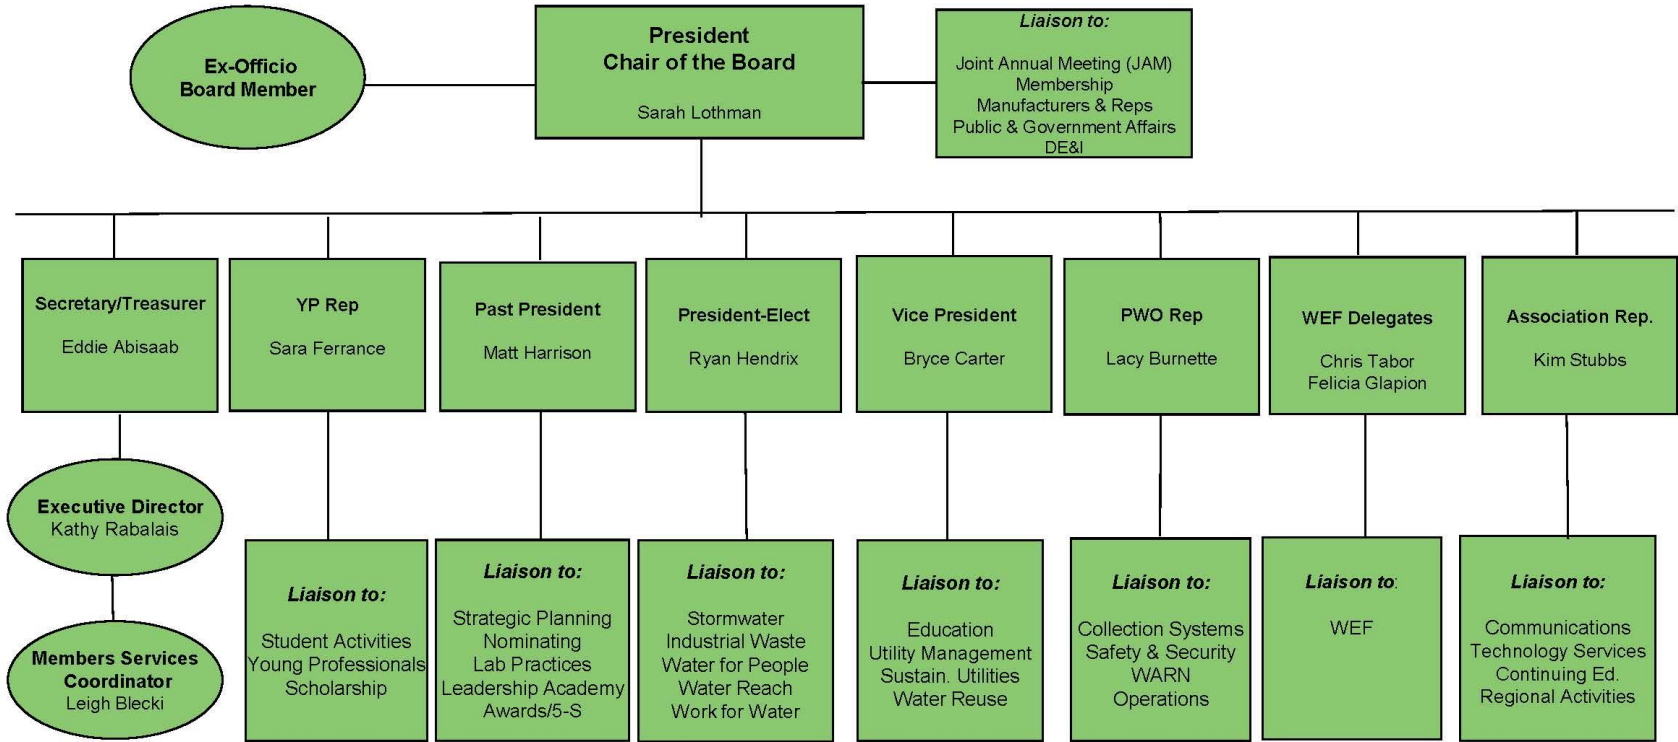 Ex-Officio
Board Member
President
Chair of the Board
Sarah Lothman
Liaison to:
Joint Annual Meeting (JAM)
Membership
Manufacturers & Reps
Public & Government Affairs
DE&I
Secretary/Treasurer
Eddie Abisaab
YP Rep
Sara Ferrance
Past President
Matt Harrison
President-Elect
Ryan Hendrix
Vice President
Bryce Carter
PWO Rep
Lacy Burnette
WEF Delegates
Chris Tabor
Felicia Glapion
Association Rep.
Kim Stubbs
Executive Director
Kathy Rabalais
Members Services
Coordinator
Leigh Blecki
Liaison to:
Student Activities
Young Professionals
Scholarship
Liaison to:
Strategic Planning
Nominating
Lab Practices
Leadership Academy
Awards/5-S
Liaison to:
Stormwater
Industrial Waste
Water for People
Water Reach
Work for Water
Liaison to:
Education
Utility Management
Sustain. Utilities
Water Reuse
Liaison to:
Collection Systems
Safety & Security
WARN
Operations
Liaison to:
WEF
Liaison to:
Communications
Technology Services
Continuing Ed.
Regional Activities